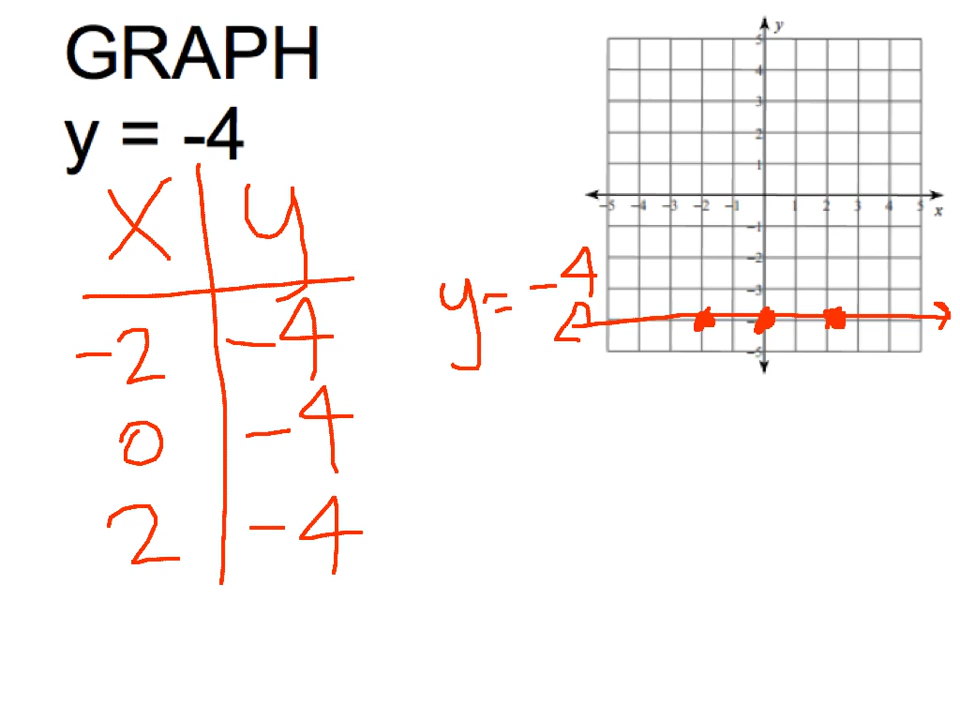 GRAPH
y = -4
x y
-2 -4
0 -4
2 -4
y = -4
y
5
4
3
2
1
-5 -4 -3 -2 -1 1 2 3 4 5 x
-1
-2
-3
-5